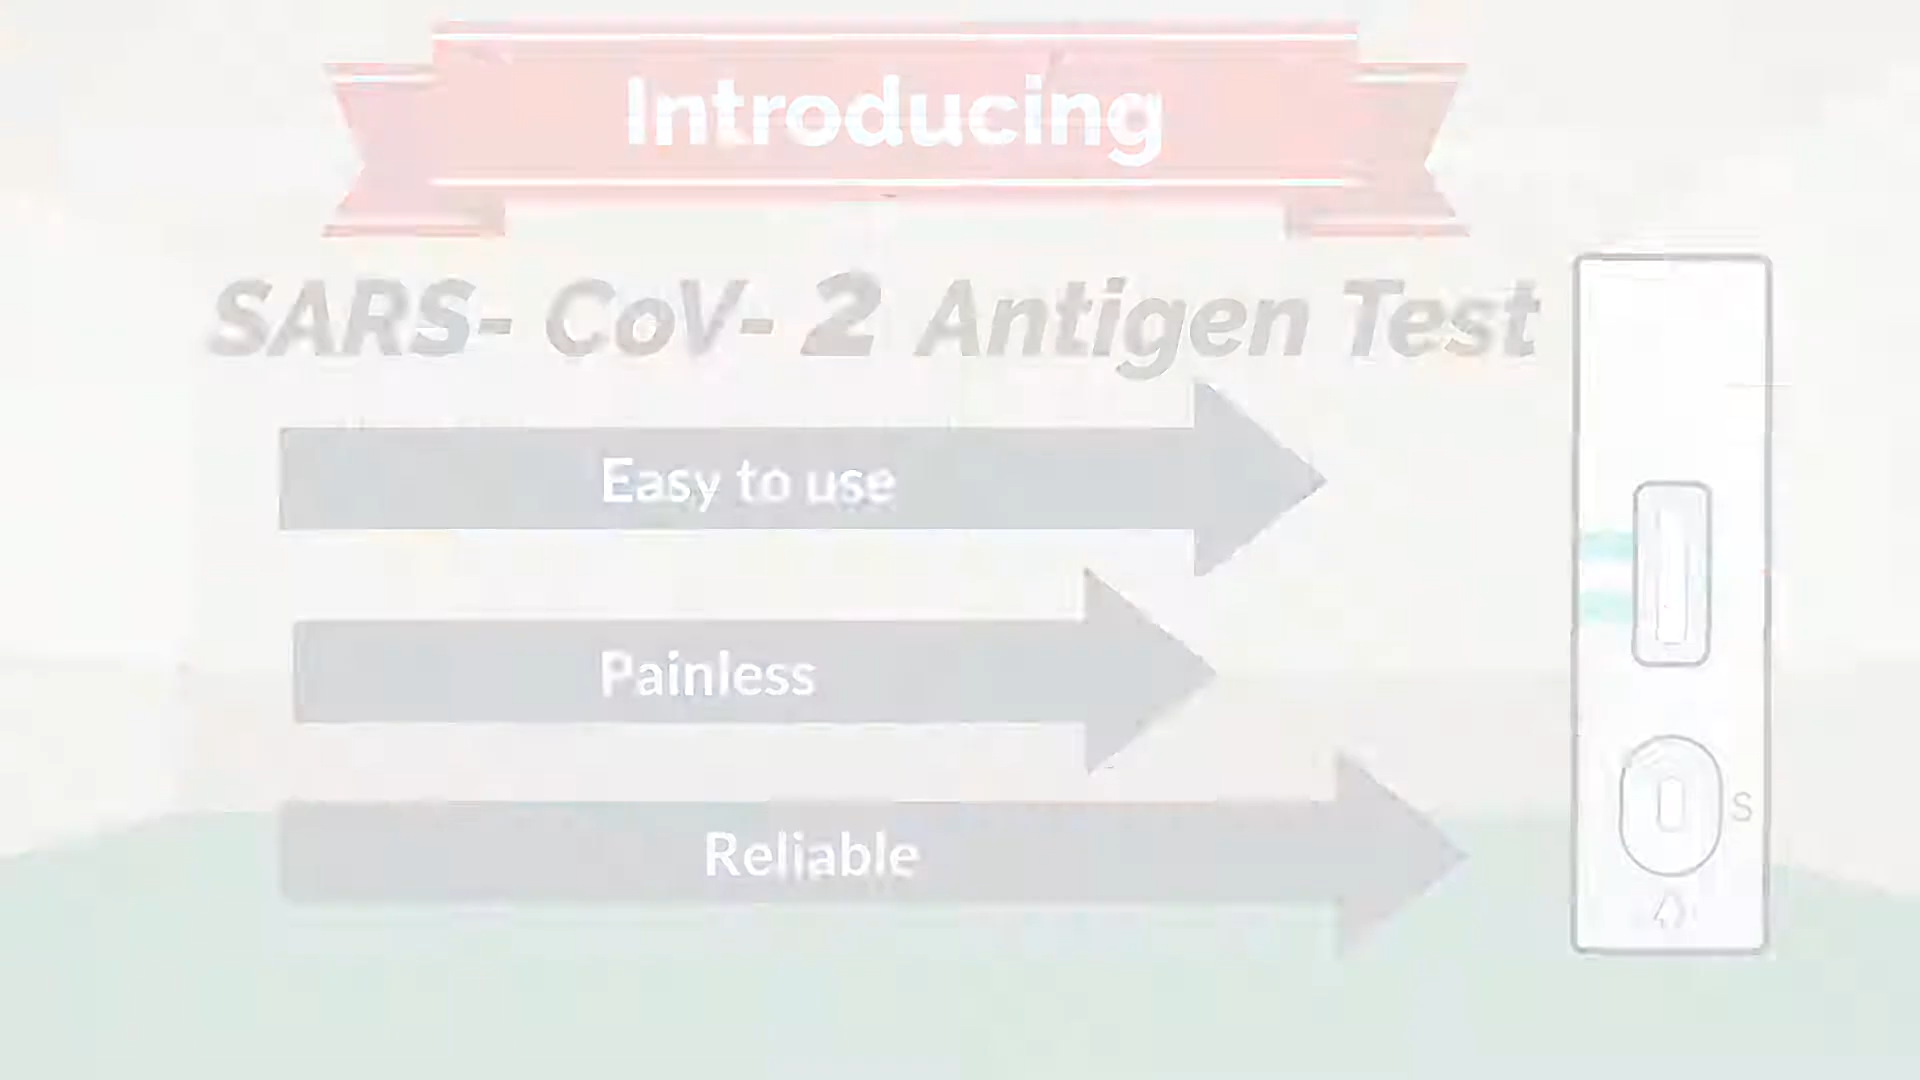 Introducing
SARS- CoV- 2 Antigen Test
Easy to use
Painless
Reliable
S